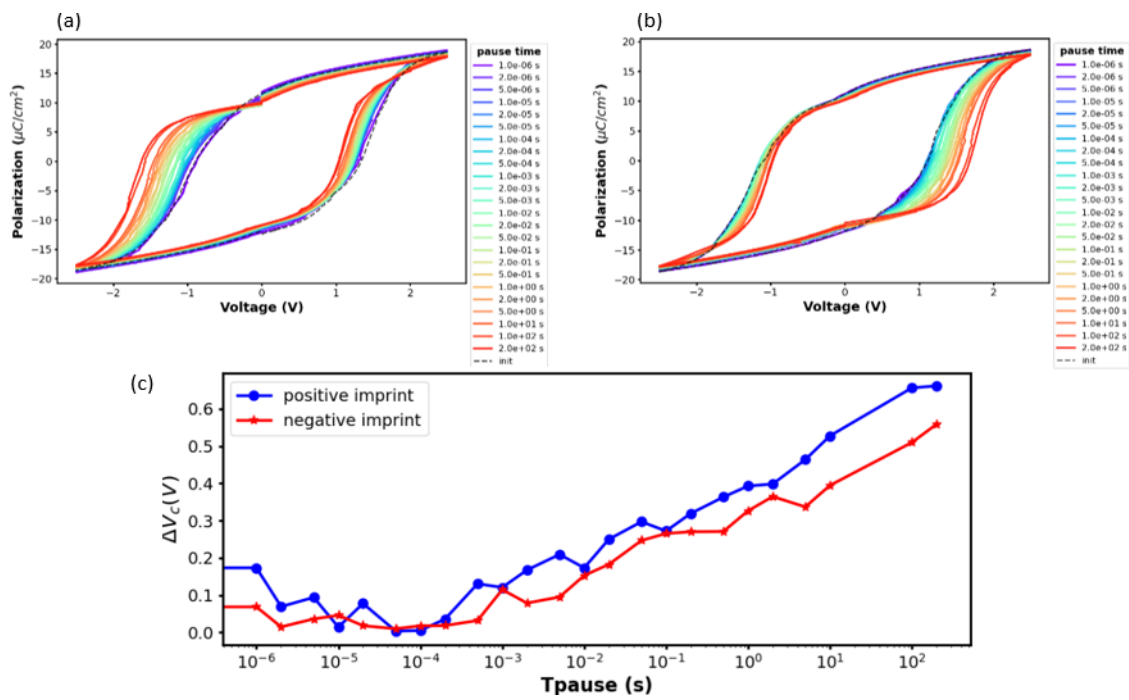 (a)
20
15
10
5
0
−5
−10
−15
−20
Polarization (μC/cm²)
−2
−1
0
1
2
Voltage (V)
pause time
1.0e-06 s
2.0e-06 s
5.0e-06 s
1.0e-05 s
2.0e-05 s
5.0e-05 s
1.0e-04 s
2.0e-04 s
5.0e-04 s
1.0e-03 s
2.0e-03 s
5.0e-03 s
1.0e-02 s
2.0e-02 s
5.0e-02 s
1.0e-01 s
2.0e-01 s
5.0e-01 s
1.0e+00 s
2.0e+00 s
5.0e+00 s
1.0e+01 s
1.0e+02 s
2.0e+02 s
init
(b)
20
15
10
5
0
−5
−10
−15
−20
Polarization (μC/cm²)
−2
−1
0
1
2
Voltage (V)
pause time
1.0e-06 s
2.0e-06 s
5.0e-06 s
1.0e-05 s
2.0e-05 s
5.0e-05 s
1.0e-04 s
2.0e-04 s
5.0e-04 s
1.0e-03 s
2.0e-03 s
5.0e-03 s
1.0e-02 s
2.0e-02 s
5.0e-02 s
1.0e-01 s
2.0e-01 s
5.0e-01 s
1.0e+00 s
2.0e+00 s
5.0e+00 s
1.0e+01 s
1.0e+02 s
2.0e+02 s
init
(c)
positive imprint
negative imprint
0.6
0.5
0.4
0.3
0.2
0.1
0.0
ΔV_c(V)
10⁻⁶
10⁻⁵
10⁻⁴
10⁻³
10⁻²
10⁻¹
10⁰
10¹
10²
Tpause (s)